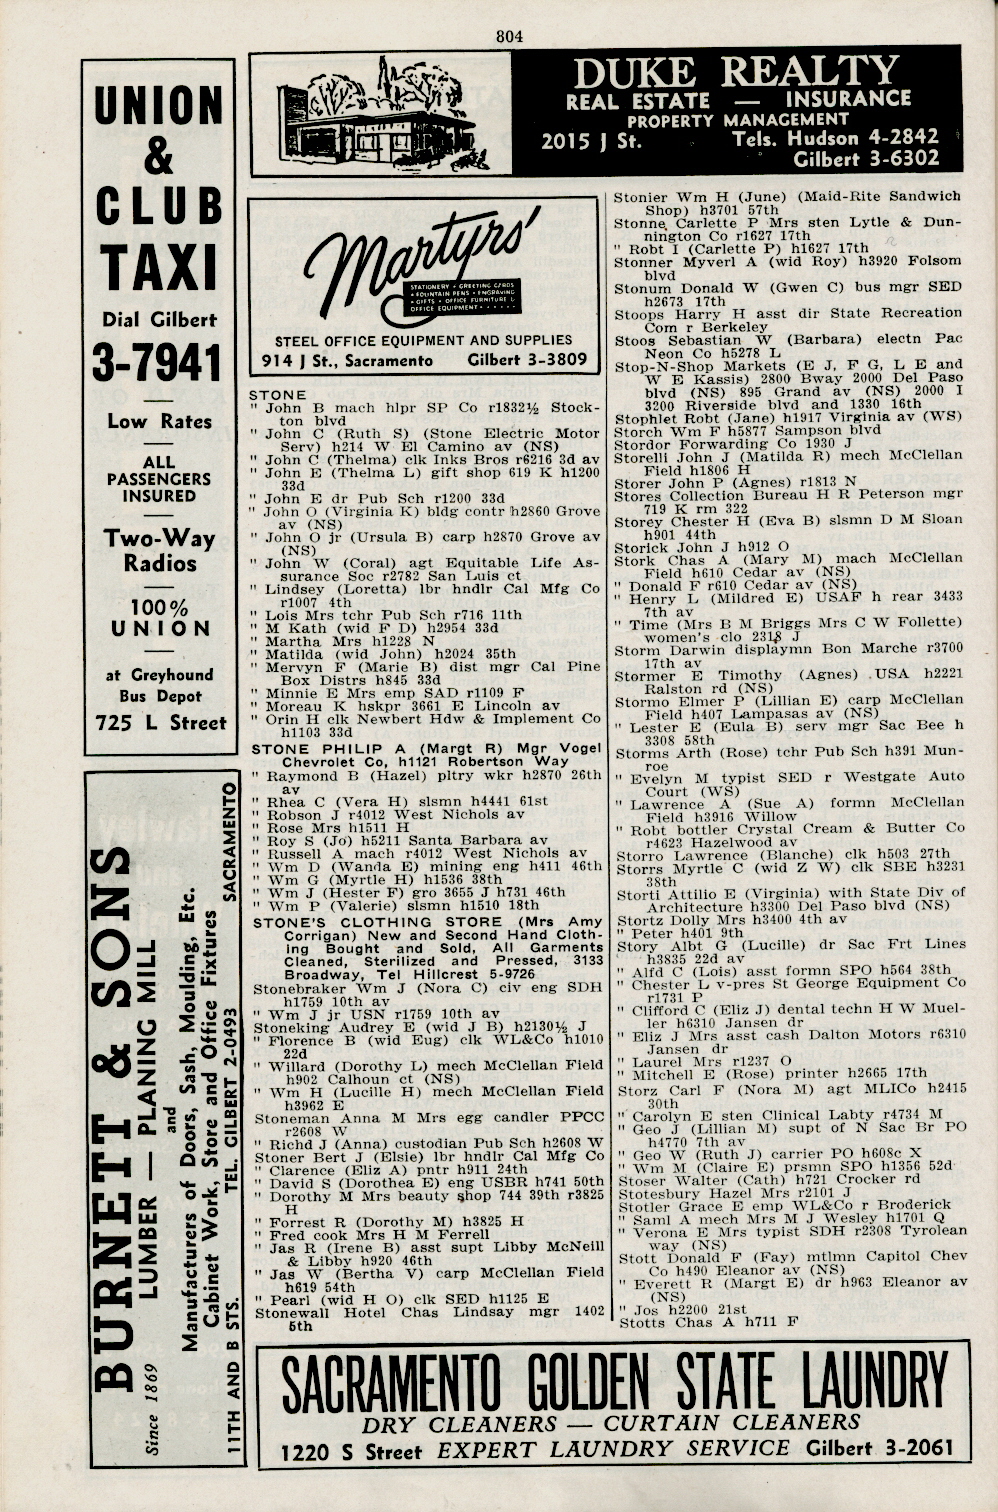 804
UNION
&
CLUB
TAXI
Dial Gilbert
3-7941
Low Rates
ALL
PASSENGERS
INSURED
Two-Way
Radios
100%
UNION
at Greyhound
Bus Depot
725 L Street
BURNETT & SONS
LUMBER — PLANING MILL
and
Manufacturers of Doors, Sash, Moulding, Etc.
Cabinet Work, Store and Office Fixtures
Since 1869
11TH AND B STS. TEL. GILBERT 2-0493 SACRAMENTO
DUKE REALTY
REAL ESTATE — INSURANCE
PROPERTY MANAGEMENT
2015 J St. Tels. Hudson 4-2842
Gilbert 3-6302
Martyrs'
STATIONERY • GREETING CARDS
• FOUNTAIN PENS • ENGRAVING
• GIFTS • OFFICE FURNITURE &
OFFICE EQUIPMENT • • • • • •
STEEL OFFICE EQUIPMENT AND SUPPLIES
914 J St., Sacramento Gilbert 3-3809
STONE
" John B mach hlpr SP Co r1832½ Stock-
ton blvd
" John C (Ruth S) (Stone Electric Motor
Serv) h214 W El Camino av (NS)
" John C (Thelma) clk Inks Bros r6216 3d av
" John E (Thelma L) gift shop 619 K h1200
33d
" John E dr Pub Sch r1200 33d
" John O (Virginia K) bldg contr h2860 Grove
av (NS)
" John O jr (Ursula B) carp h2870 Grove av
(NS)
" John W (Coral) agt Equitable Life As-
surance Soc r2782 San Luis ct
" Lindsey (Loretta) lbr hndlr Cal Mfg Co
r1007 4th
" Lois Mrs tchr Pub Sch r716 11th
" M Kath (wid F D) h2954 33d
" Martha Mrs h1228 N
" Matilda (wid John) h2024 35th
" Mervyn F (Marie B) dist mgr Cal Pine
Box Distrs h845 33d
" Minnie E Mrs emp SAD r1109 F
" Moreau K hskpr 3661 E Lincoln av
" Orin H clk Newbert Hdw & Implement Co
h1103 33d
STONE PHILIP A (Margt R) Mgr Vogel
Chevrolet Co, h1121 Robertson Way
" Raymond B (Hazel) pltry wkr h2870 26th
av
" Rhea C (Vera H) slsmn h4441 61st
" Robson J r4012 West Nichols av
" Rose Mrs h1511 H
" Roy S (Jo) h5211 Santa Barbara av
" Russell A mach r4012 West Nichols av
" Wm D (Wanda E) mining eng h411 46th
" Wm G (Myrtle H) h1536 38th
" Wm J (Hester F) gro 3655 J h731 46th
" Wm P (Valerie) slsmn h1510 18th
STONE'S CLOTHING STORE (Mrs Amy
Corrigan) New and Second Hand Cloth-
ing Bought and Sold, All Garments
Cleaned, Sterilized and Pressed, 3133
Broadway, Tel Hillcrest 5-9726
Stonebraker Wm J (Nora C) civ eng SDH
h1759 10th av
" Wm J jr USN r1759 10th av
Stoneking Audrey E (wid J B) h2130½ J
" Florence B (wid Eug) clk WL&Co h1010
22d
" Willard (Dorothy L) mech McClellan Field
h902 Calhoun ct (NS)
" Wm H (Lucille H) mech McClellan Field
h3962 E
Stoneman Anna M Mrs egg candler PPCC
r2608 W
" Richd J (Anna) custodian Pub Sch h2608 W
Stoner Bert J (Elsie) lbr hndlr Cal Mfg Co
" Clarence (Eliz A) pntr h911 24th
" David S (Dorothea E) eng USBR h741 50th
" Dorothy M Mrs beauty shop 744 39th r3825
H
" Forrest R (Dorothy M) h3825 H
" Fred cook Mrs H M Ferrell
" Jas R (Irene B) asst supt Libby McNeill
& Libby h920 46th
" Jas W (Bertha V) carp McClellan Field
h619 54th
" Pearl (wid H O) clk SED h1125 E
Stonewall Hotel Chas Lindsay mgr 1402
5th
Stonier Wm H (June) (Maid-Rite Sandwich
Shop) h3701 57th
Stonne Carlette P Mrs sten Lytle & Dun-
nington Co r1627 17th
" Robt I (Carlette P) h1627 17th
Stonner Myverl A (wid Roy) h3920 Folsom
blvd
Stonum Donald W (Gwen C) bus mgr SED
h2673 17th
Stoops Harry H asst dir State Recreation
Com r Berkeley
Stoos Sebastian W (Barbara) electn Pac
Neon Co h5278 L
Stop-N-Shop Markets (E J, F G, L E and
W E Kassis) 2800 Bway 2000 Del Paso
blvd (NS) 895 Grand av (NS) 2000 I
3200 Riverside blvd and 1330 16th
Stophlet Robt (Jane) h1917 Virginia av (WS)
Storch Wm F h5877 Sampson blvd
Stordor Forwarding Co 1930 J
Storelli John J (Matilda R) mech McClellan
Field h1806 H
Storer John P (Agnes) r1813 N
Stores Collection Bureau H R Peterson mgr
719 K rm 322
Storey Chester H (Eva B) slsmn D M Sloan
h901 44th
Storick John J h912 O
Stork Chas A (Mary M) mach McClellan
Field h610 Cedar av (NS)
" Donald F r610 Cedar av (NS)
" Henry L (Mildred E) USAF h rear 3433
7th av
" Time (Mrs B M Briggs Mrs C W Follette)
women's clo 2318 J
Storm Darwin displaymn Bon Marche r3700
17th av
Stormer E Timothy (Agnes) USA h2221
Ralston rd (NS)
Stormo Elmer P (Lillian E) carp McClellan
Field h407 Lampasas av (NS)
" Lester E (Eula B) serv mgr Sac Bee h
3308 58th
Storms Arth (Rose) tchr Pub Sch h391 Mun-
roe
" Evelyn M typist SED r Westgate Auto
Court (WS)
" Lawrence A (Sue A) formn McClellan
Field h3916 Willow
" Robt bottler Crystal Cream & Butter Co
r4623 Hazelwood av
Storro Lawrence (Blanche) clk h503 27th
Storrs Myrtle C (wid Z W) clk SBE h3231
38th
Storti Attilio E (Virginia) with State Div of
Architecture h3300 Del Paso blvd (NS)
Stortz Dolly Mrs h3400 4th av
" Peter h401 9th
Story Albt G (Lucille) dr Sac Frt Lines
h3835 22d av
" Alfd C (Lois) asst formn SPO h564 38th
" Chester L v-pres St George Equipment Co
r1731 P
" Clifford C (Eliz J) dental techn H W Muel-
ler h6310 Jansen dr
" Eliz J Mrs asst cash Dalton Motors r6310
Jansen dr
" Laurel Mrs r1237 O
" Mitchell E (Rose) printer h2665 17th
Storz Carl F (Nora M) agt MLICo h2415
30th
" Carolyn E sten Clinical Labty r4734 M
" Geo J (Lillian M) supt of N Sac Br PO
h4770 7th av
" Geo W (Ruth J) carrier PO h608c X
" Wm M (Claire E) prsmn SPO h1356 52d
Stoser Walter (Cath) h721 Crocker rd
Stotesbury Hazel Mrs r2101 J
Stotler Grace E emp WL&Co r Broderick
" Saml A mech Mrs M J Wesley h1701 Q
" Verona E Mrs typist SDH r2308 Tyrolean
way (NS)
Stott Donald F (Fay) mtlmn Capitol Chev
Co h490 Eleanor av (NS)
" Everett R (Margt E) dr h963 Eleanor av
(NS)
" Jos h2200 21st
Stotts Chas A h711 F
SACRAMENTO GOLDEN STATE LAUNDRY
DRY CLEANERS — CURTAIN CLEANERS
1220 S Street EXPERT LAUNDRY SERVICE Gilbert 3-2061